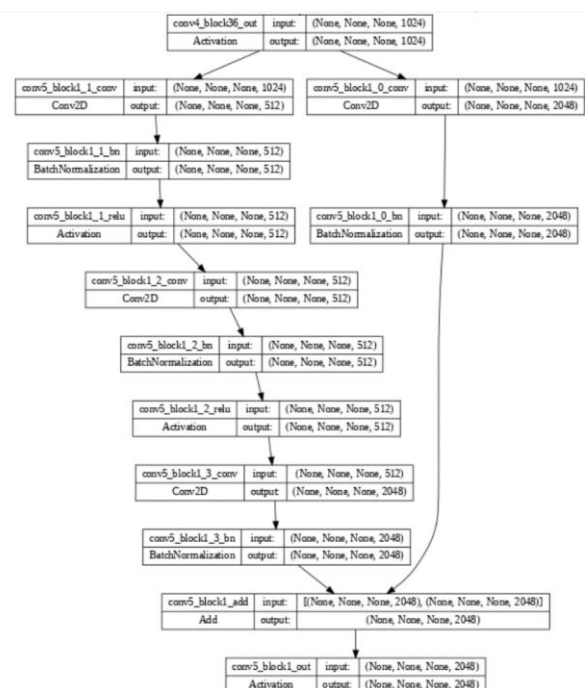 conv4_block36_out input: (None, None, None, 1024)
Activation output: (None, None, None, 1024)
conv5_block1_1_conv input: (None, None, None, 1024)
Conv2D output: (None, None, None, 512)
conv5_block1_0_conv input: (None, None, None, 1024)
Conv2D output: (None, None, None, 2048)
conv5_block1_1_bn input: (None, None, None, 512)
BatchNormalization output: (None, None, None, 512)
conv5_block1_1_relu input: (None, None, None, 512)
Activation output: (None, None, None, 512)
conv5_block1_0_bn input: (None, None, None, 2048)
BatchNormalization output: (None, None, None, 2048)
conv5_block1_2_conv input: (None, None, None, 512)
Conv2D output: (None, None, None, 512)
conv5_block1_2_bn input: (None, None, None, 512)
BatchNormalization output: (None, None, None, 512)
conv5_block1_2_relu input: (None, None, None, 512)
Activation output: (None, None, None, 512)
conv5_block1_3_conv input: (None, None, None, 512)
Conv2D output: (None, None, None, 2048)
conv5_block1_3_bn input: (None, None, None, 2048)
BatchNormalization output: (None, None, None, 2048)
conv5_block1_add input: [(None, None, None, 2048), (None, None, None, 2048)]
Add output: (None, None, None, 2048)
conv5_block1_out input: (None, None, None, 2048)
Activation output: (None, None, None, 2048)